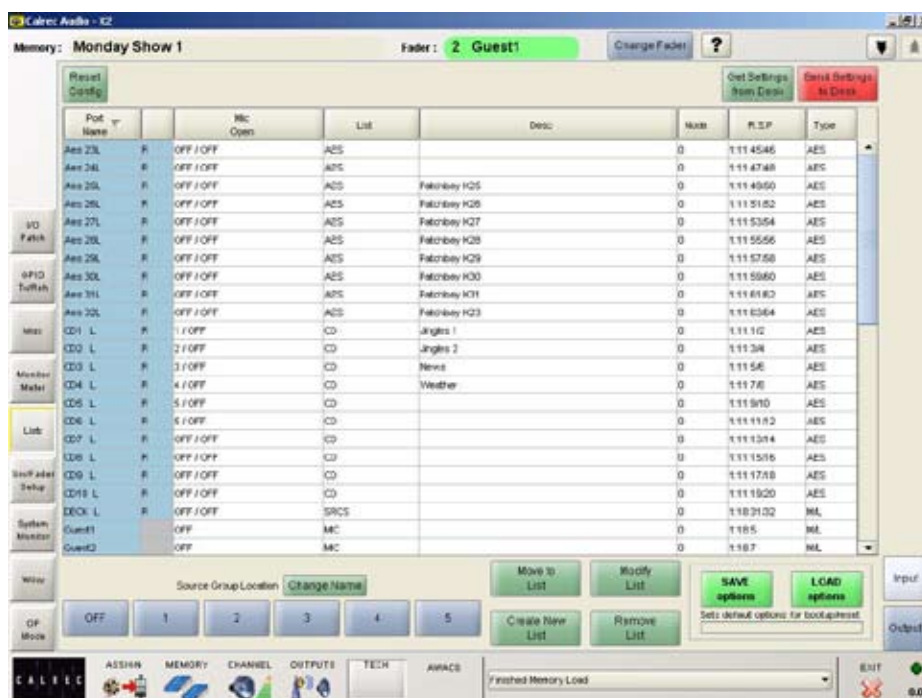 Calrec Audio - X2
Memory: Monday Show 1 Fader: 2 Guest1 Change Fader ?
Reset Config Get Settings from Desk Send Settings to Desk
Port Name Mic Open List Desc Node R.S.P Type
Aes 23L R OFF / OFF AES 0 1:11 45/46 AES
Aes 24L R OFF / OFF AES 0 1:11 47/48 AES
Aes 25L R OFF / OFF AES Patchbay K25 0 1:11 49/50 AES
Aes 26L R OFF / OFF AES Patchbay K26 0 1:11 51/52 AES
Aes 27L R OFF / OFF AES Patchbay K27 0 1:11 53/54 AES
Aes 28L R OFF / OFF AES Patchbay K28 0 1:11 55/56 AES
Aes 29L R OFF / OFF AES Patchbay K29 0 1:11 57/58 AES
Aes 30L R OFF / OFF AES Patchbay K30 0 1:11 59/60 AES
Aes 31L R OFF / OFF AES Patchbay K31 0 1:11 61/62 AES
Aes 32L R OFF / OFF AES Patchbay K23 0 1:11 63/64 AES
CD1 L R 1 / OFF CD Jingles 1 0 1:11 1/2 AES
CD2 L R 2 / OFF CD Jingles 2 0 1:11 3/4 AES
CD3 L R 3 / OFF CD News 0 1:11 5/6 AES
CD4 L R 4 / OFF CD Weather 0 1:11 7/8 AES
CD5 L R 5 / OFF CD 0 1:11 9/10 AES
CD6 L R 6 / OFF CD 0 1:11 11/12 AES
CD7 L R OFF / OFF CD 0 1:11 13/14 AES
CD8 L R OFF / OFF CD 0 1:11 15/16 AES
CD9 L R OFF / OFF CD 0 1:11 17/18 AES
CD10 L R OFF / OFF CD 0 1:11 19/20 AES
DECK L R OFF / OFF SRCS 0 1:18 31/32 M/L
Guest1 OFF MIC 0 1:18 5 M/L
Guest2 OFF MIC 0 1:18 7 M/L
I/O Patch
GPIO Tx/Reh
Misc
Monitor Meter
Lists
Src/Fader Setup
System Monitor
Wilby
OP Mode
Source Group Location Change Name
OFF 1 2 3 4 5
Move to List Modify List
Create New List Remove List
SAVE options LOAD options
Sets default options for bootup/reset
Input
Output
CALREC ASSIGN MEMORY CHANNEL OUTPUTS TECH AWACS Finished Memory Load EXIT